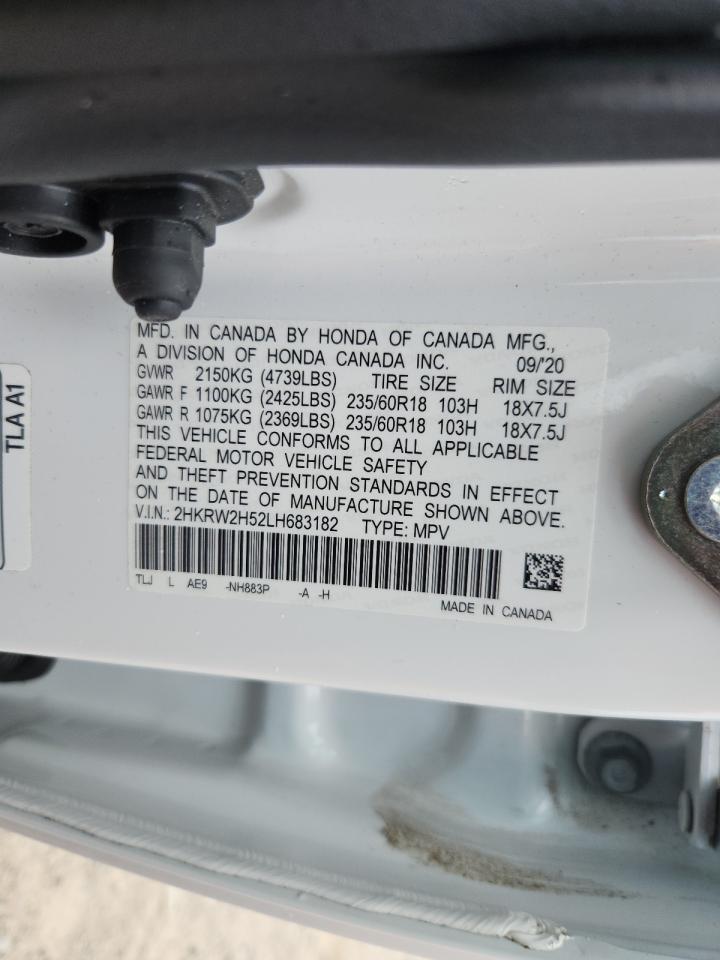 MFD. IN CANADA BY HONDA OF CANADA MFG.,
A DIVISION OF HONDA CANADA INC. 09/'20
GVWR 2150KG (4739LBS) TIRE SIZE RIM SIZE
GAWR F 1100KG (2425LBS) 235/60R18 103H 18X7.5J
GAWR R 1075KG (2369LBS) 235/60R18 103H 18X7.5J
THIS VEHICLE CONFORMS TO ALL APPLICABLE
FEDERAL MOTOR VEHICLE SAFETY
AND THEFT PREVENTION STANDARDS IN EFFECT
ON THE DATE OF MANUFACTURE SHOWN ABOVE.
V.I.N.: 2HKRW2H52LH683182 TYPE: MPV
TLJ L AE9 -NH883P -A -H
MADE IN CANADA
TLA A1